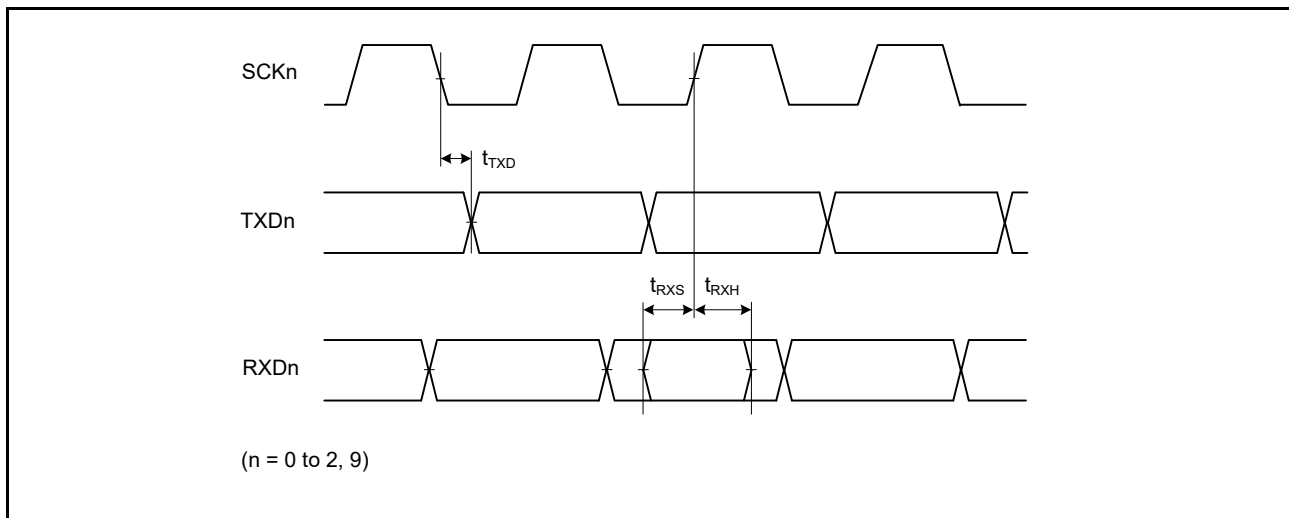 SCKn
tTXD
TXDn
tRXS tRXH
RXDn
(n = 0 to 2, 9)